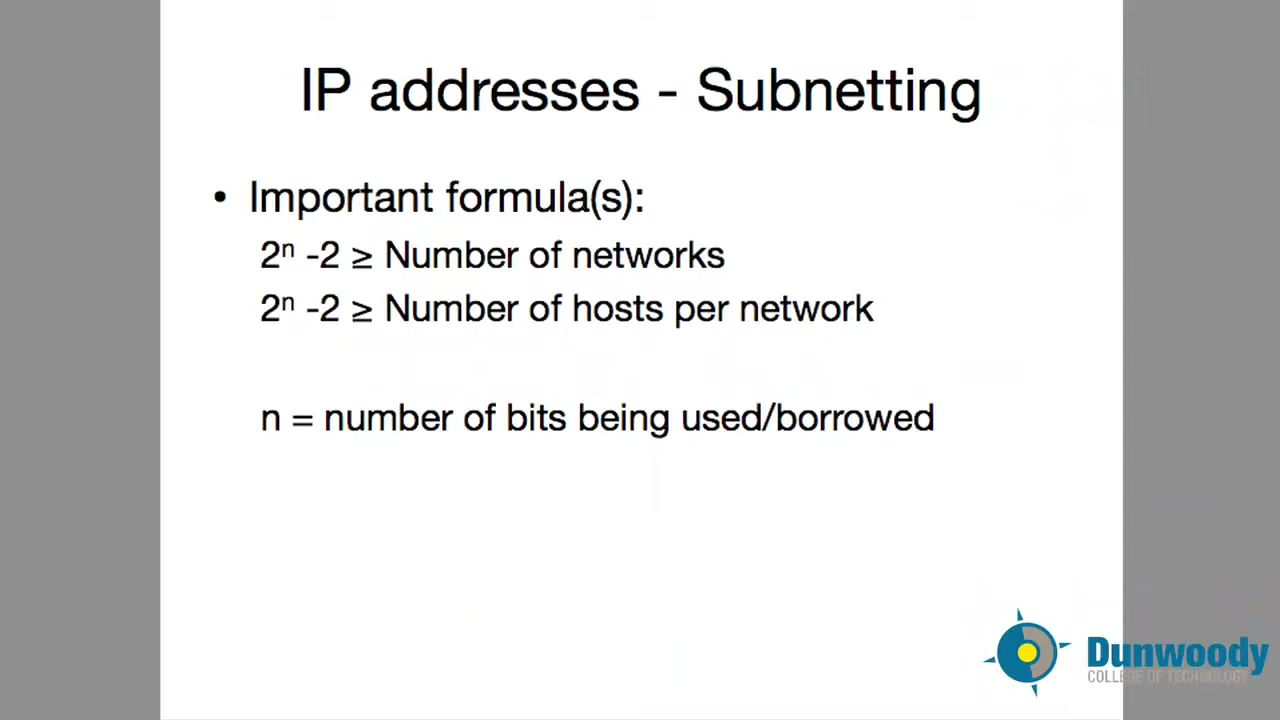 IP addresses - Subnetting
• Important formula(s):
2ⁿ -2 ≥ Number of networks
2ⁿ -2 ≥ Number of hosts per network
n = number of bits being used/borrowed
Dunwoody
COLLEGE OF TECHNOLOGY